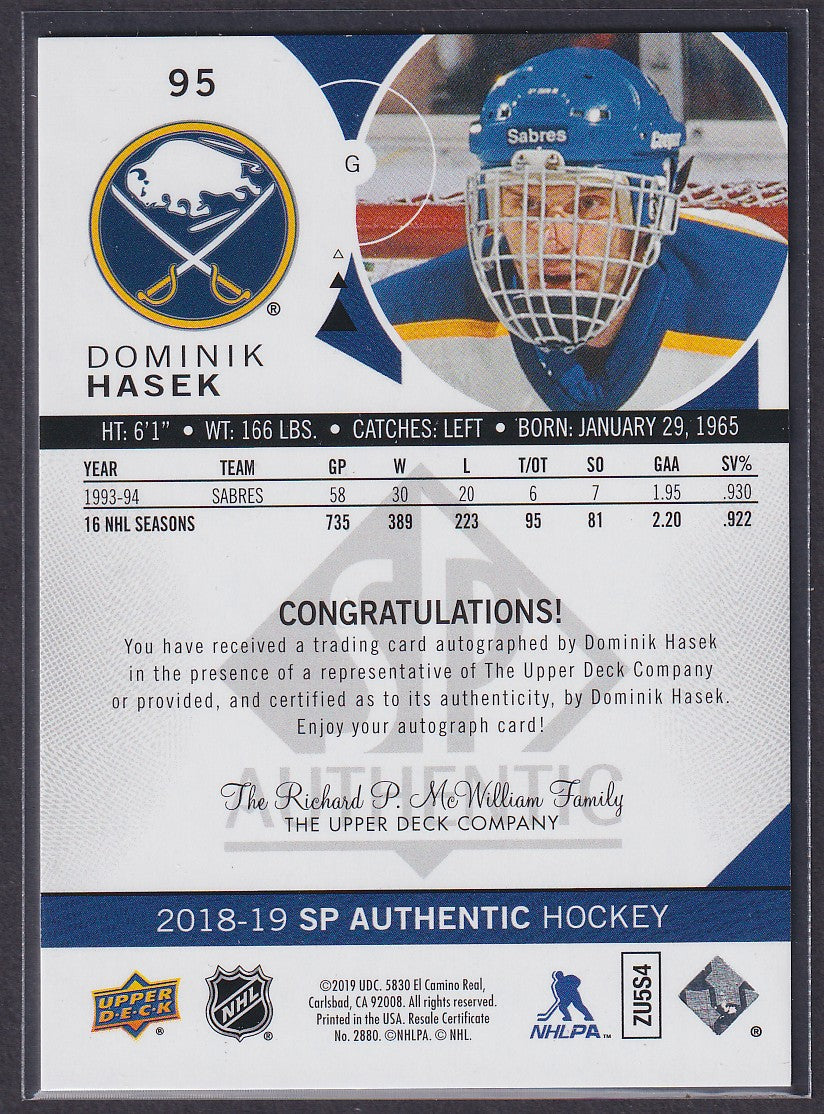 95
G
Sabres
Cooper
®
DOMINIK
HASEK
HT: 6'1" • WT: 166 LBS. • CATCHES: LEFT • BORN: JANUARY 29, 1965
YEAR TEAM GP W L T/OT SO GAA SV%
1993-94 SABRES 58 30 20 6 7 1.95 .930
16 NHL SEASONS 735 389 223 95 81 2.20 .922
SP
AUTHENTIC
CONGRATULATIONS!
You have received a trading card autographed by Dominik Hasek
in the presence of a representative of The Upper Deck Company
or provided, and certified as to its authenticity, by Dominik Hasek.
Enjoy your autograph card!
The Richard P. McWilliam Family
THE UPPER DECK COMPANY
2018-19 SP AUTHENTIC HOCKEY
UPPER
D·E·C·K
®
NHL
®
©2019 UDC. 5830 El Camino Real,
Carlsbad, CA 92008. All rights reserved.
Printed in the USA. Resale Certificate
No. 2880. ©NHLPA. © NHL.
NHLPA™
ZU5S4
®